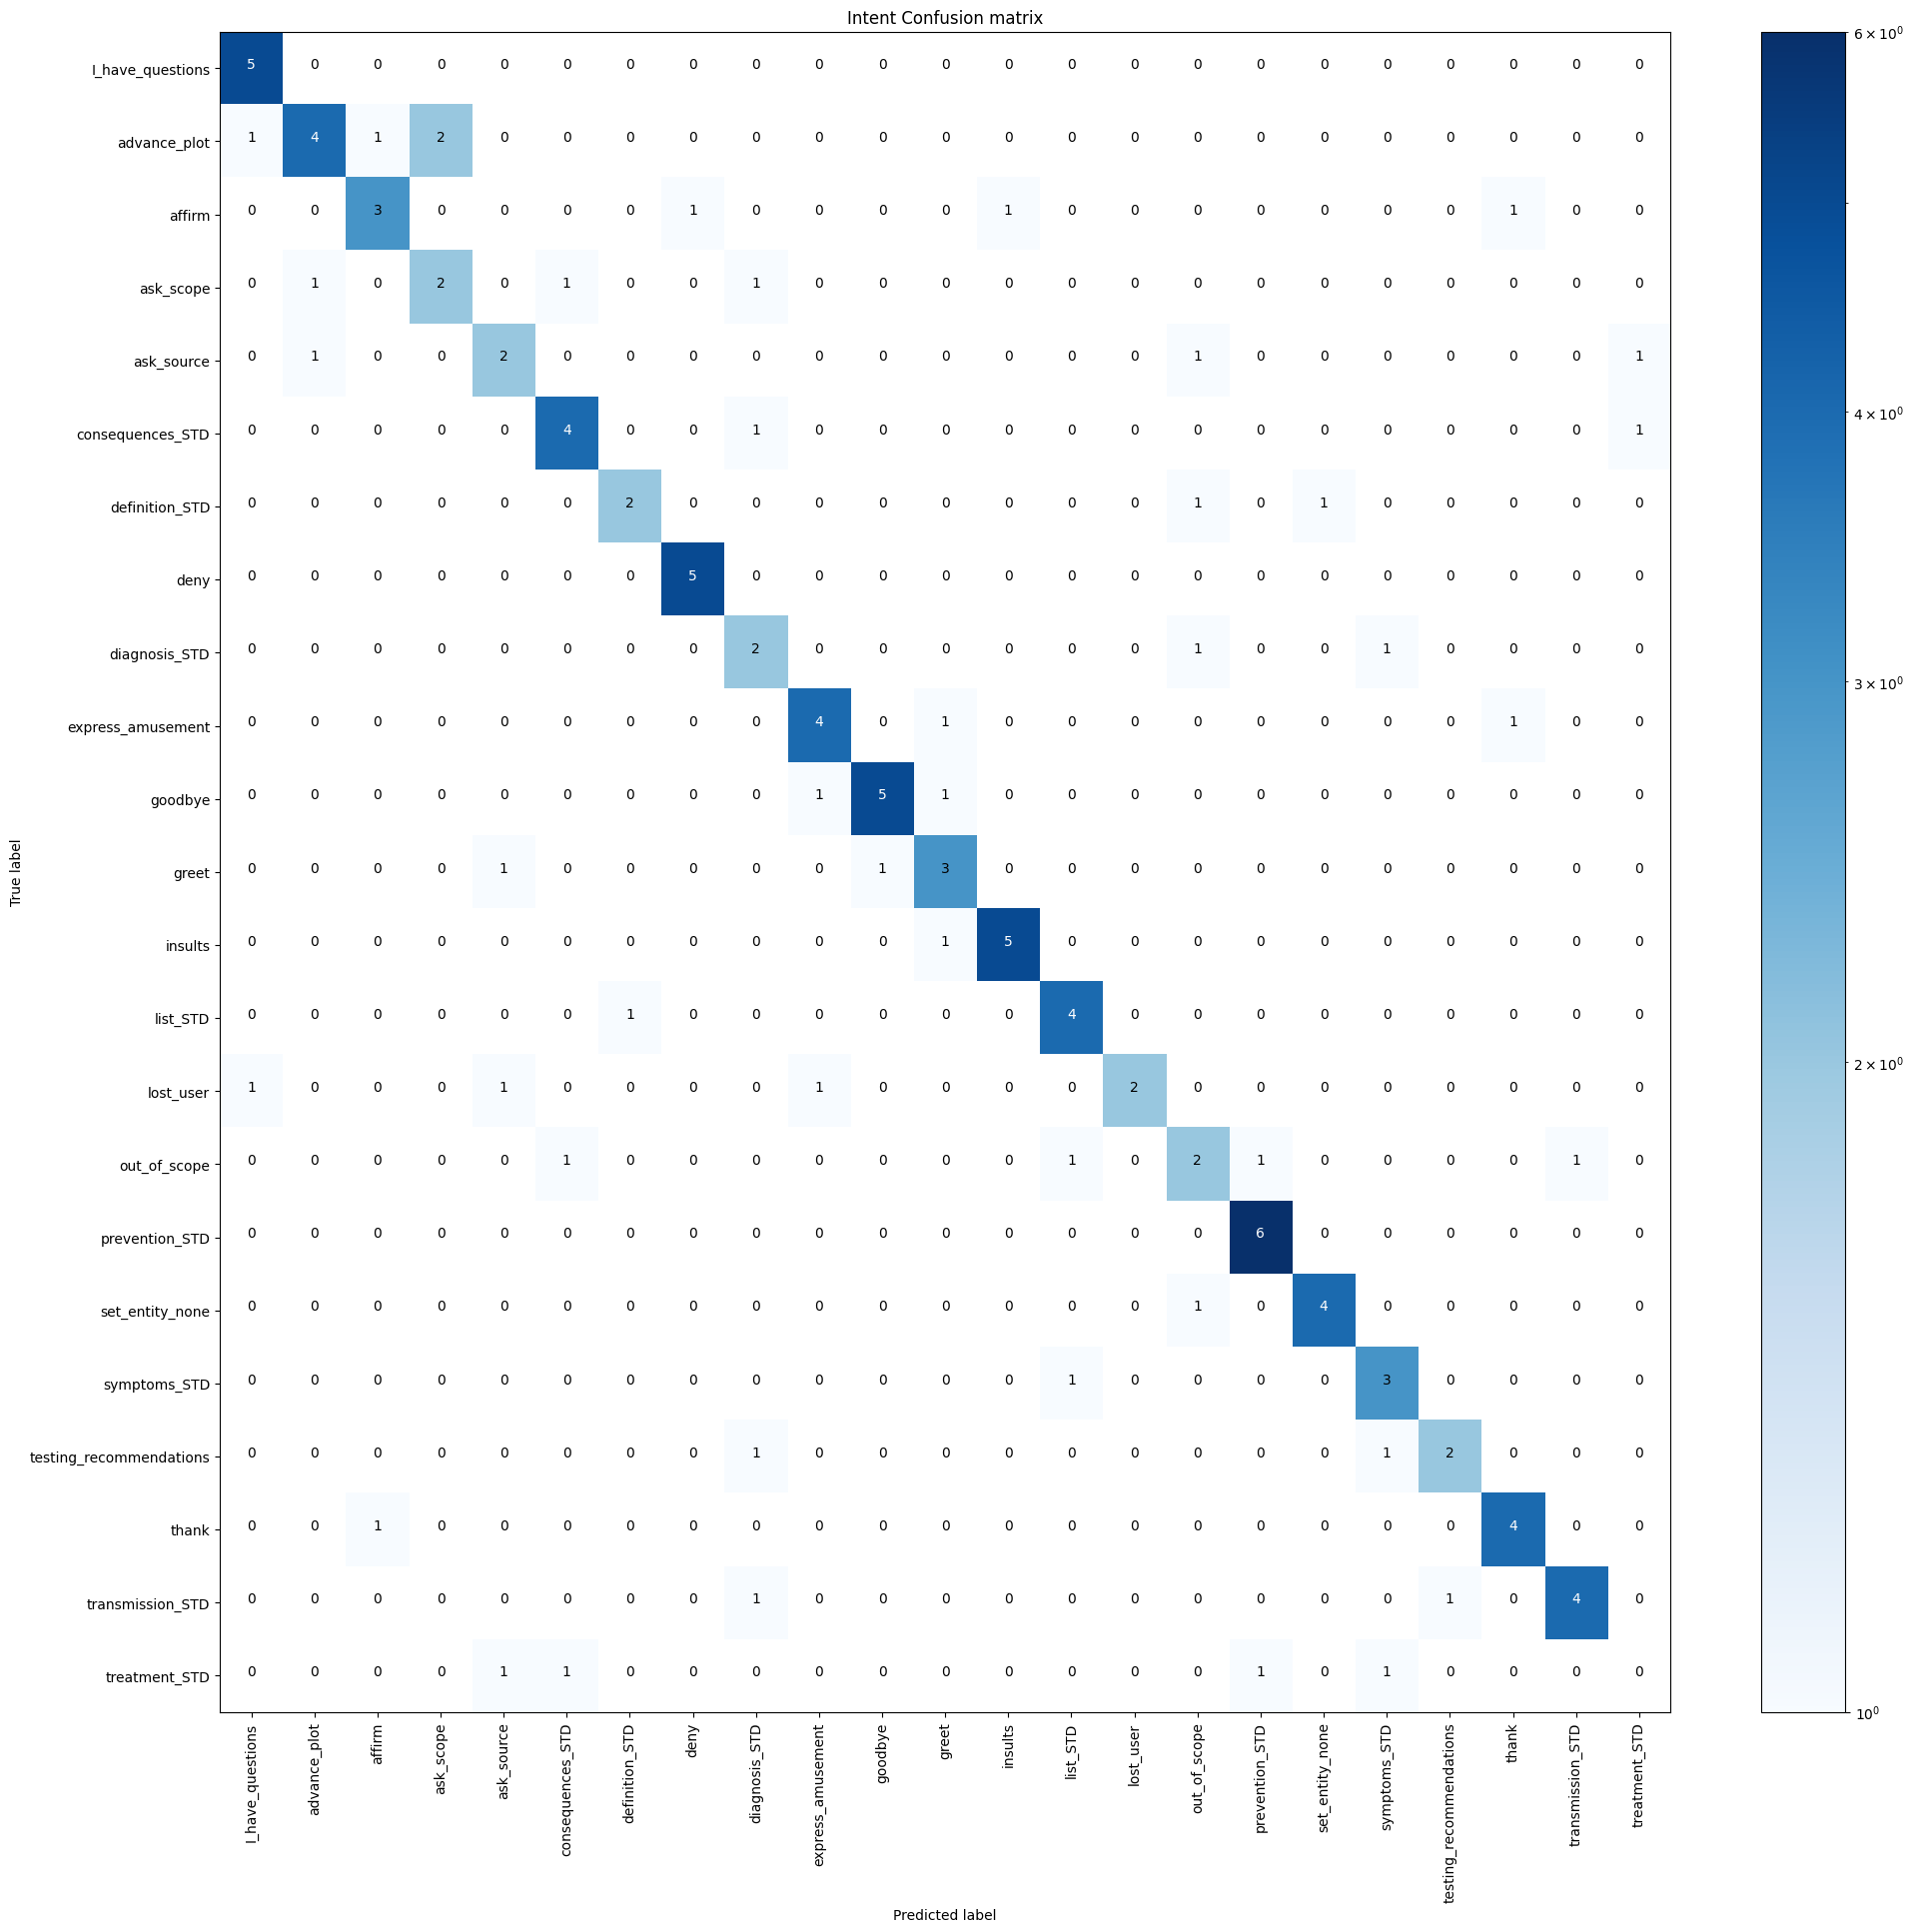 Intent Confusion matrix
I_have_questions 5 0 0 0 0 0 0 0 0 0 0 0 0 0 0 0 0 0 0 0 0 0 0
advance_plot 1 4 1 2 0 0 0 0 0 0 0 0 0 0 0 0 0 0 0 0 0 0 0
affirm 0 0 3 0 0 0 0 1 0 0 0 0 1 0 0 0 0 0 0 0 1 0 0
ask_scope 0 1 0 2 0 1 0 0 1 0 0 0 0 0 0 0 0 0 0 0 0 0 0
ask_source 0 1 0 0 2 0 0 0 0 0 0 0 0 0 0 1 0 0 0 0 0 0 1
consequences_STD 0 0 0 0 0 4 0 0 1 0 0 0 0 0 0 0 0 0 0 0 0 0 1
definition_STD 0 0 0 0 0 0 2 0 0 0 0 0 0 0 0 1 0 1 0 0 0 0 0
deny 0 0 0 0 0 0 0 5 0 0 0 0 0 0 0 0 0 0 0 0 0 0 0
diagnosis_STD 0 0 0 0 0 0 0 0 2 0 0 0 0 0 0 1 0 0 1 0 0 0 0
express_amusement 0 0 0 0 0 0 0 0 0 4 0 1 0 0 0 0 0 0 0 0 1 0 0
goodbye 0 0 0 0 0 0 0 0 0 1 5 1 0 0 0 0 0 0 0 0 0 0 0
greet 0 0 0 0 1 0 0 0 0 0 1 3 0 0 0 0 0 0 0 0 0 0 0
insults 0 0 0 0 0 0 0 0 0 0 0 1 5 0 0 0 0 0 0 0 0 0 0
list_STD 0 0 0 0 0 0 1 0 0 0 0 0 0 4 0 0 0 0 0 0 0 0 0
lost_user 1 0 0 0 1 0 0 0 0 1 0 0 0 0 2 0 0 0 0 0 0 0 0
out_of_scope 0 0 0 0 0 1 0 0 0 0 0 0 0 1 0 2 1 0 0 0 0 1 0
prevention_STD 0 0 0 0 0 0 0 0 0 0 0 0 0 0 0 0 6 0 0 0 0 0 0
set_entity_none 0 0 0 0 0 0 0 0 0 0 0 0 0 0 0 1 0 4 0 0 0 0 0
symptoms_STD 0 0 0 0 0 0 0 0 0 0 0 0 0 1 0 0 0 0 3 0 0 0 0
testing_recommendations 0 0 0 0 0 0 0 0 1 0 0 0 0 0 0 0 0 0 1 2 0 0 0
thank 0 0 1 0 0 0 0 0 0 0 0 0 0 0 0 0 0 0 0 0 4 0 0
transmission_STD 0 0 0 0 0 0 0 0 1 0 0 0 0 0 0 0 0 0 0 1 0 4 0
treatment_STD 0 0 0 0 1 1 0 0 0 0 0 0 0 0 0 0 1 0 1 0 0 0 0
True label
I_have_questions
advance_plot
affirm
ask_scope
ask_source
consequences_STD
definition_STD
deny
diagnosis_STD
express_amusement
goodbye
greet
insults
list_STD
lost_user
out_of_scope
prevention_STD
set_entity_none
symptoms_STD
testing_recommendations
thank
transmission_STD
treatment_STD
Predicted label
6 × 10⁰
4 × 10⁰
3 × 10⁰
2 × 10⁰
10⁰